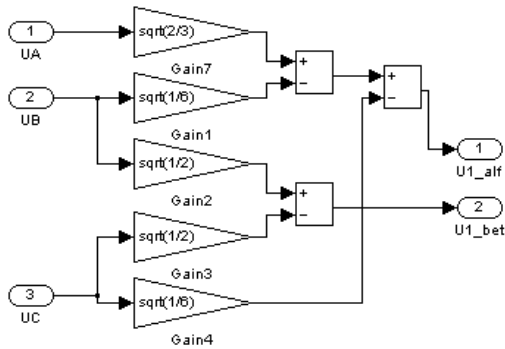 1
UA
sqrt(2/3)
Gain7
+
−
2
UB
sqrt(1/6)
Gain1
+
−
1
U1_alf
sqrt(1/2)
Gain2
+
−
2
U1_bet
sqrt(1/2)
Gain3
3
UC
sqrt(1/6)
Gain4